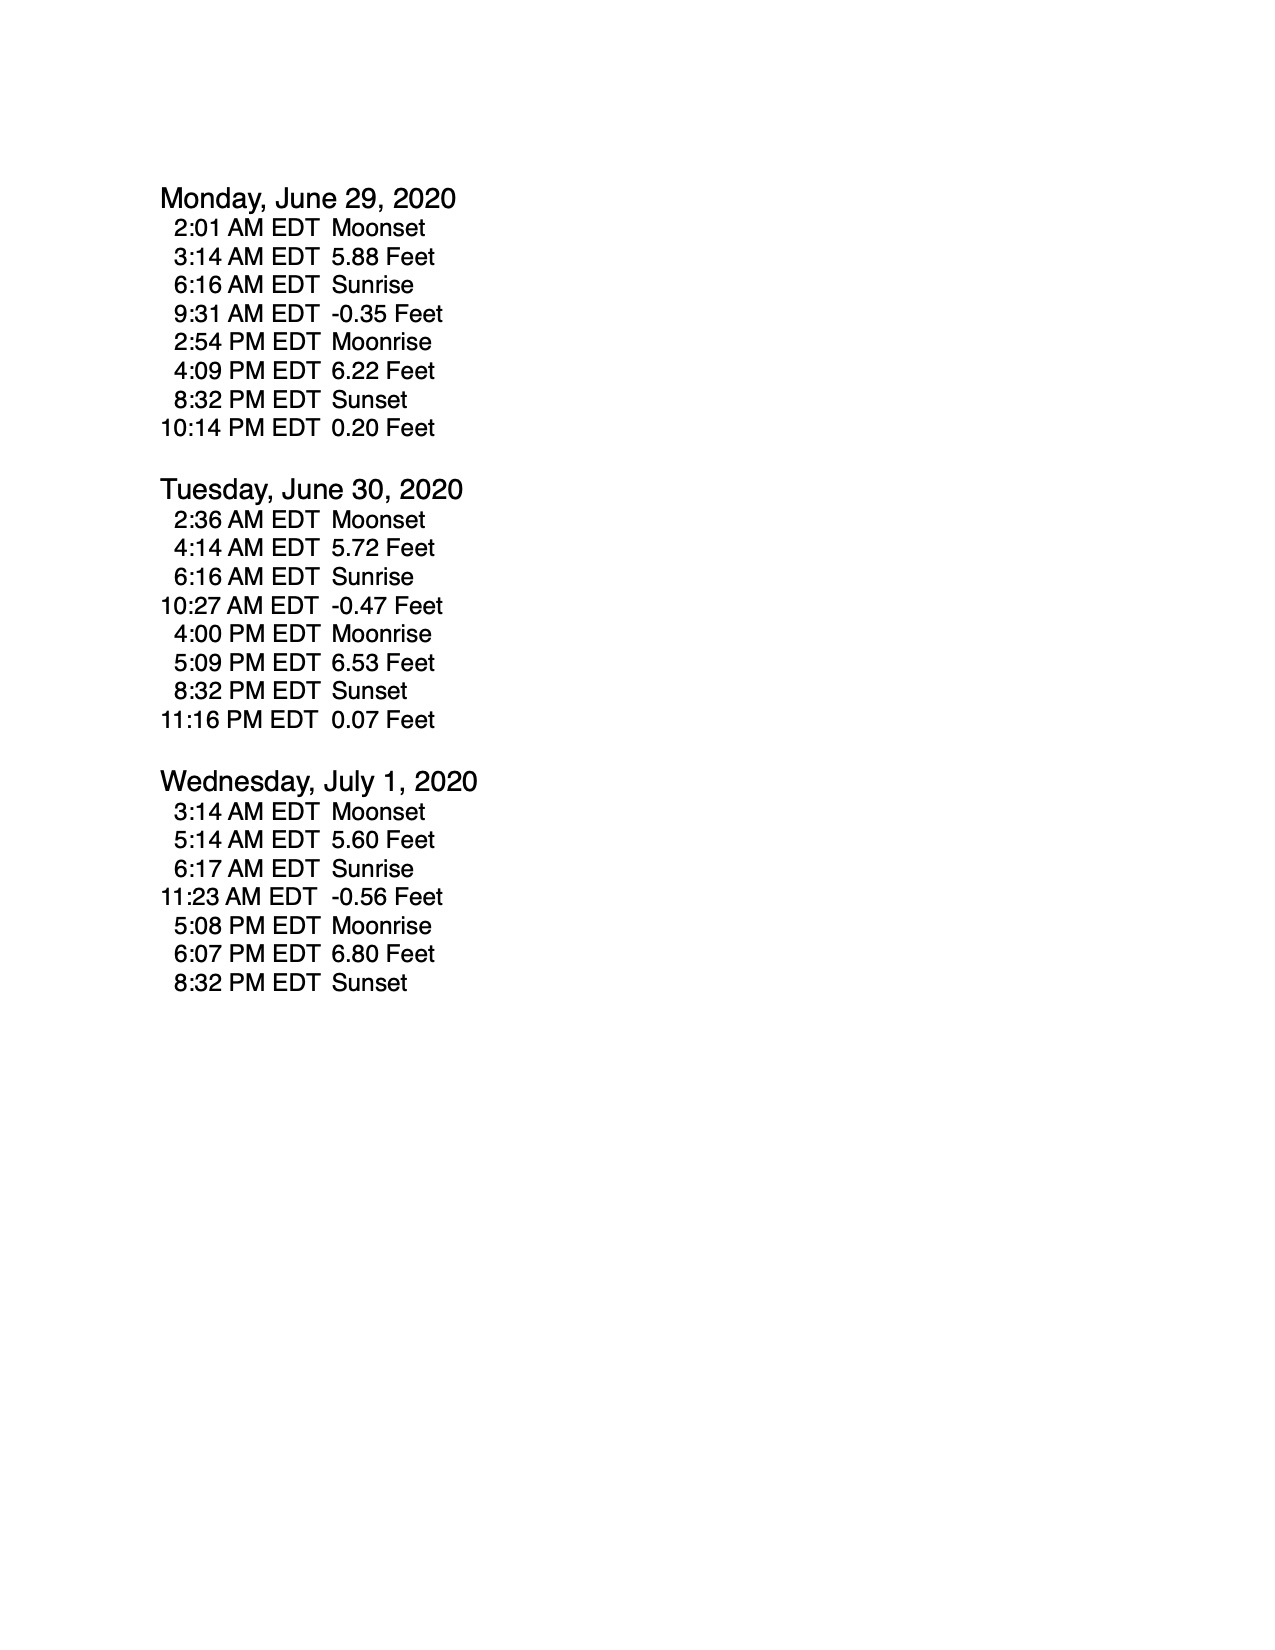 Monday, June 29, 2020
2:01 AM EDT Moonset
3:14 AM EDT 5.88 Feet
6:16 AM EDT Sunrise
9:31 AM EDT -0.35 Feet
2:54 PM EDT Moonrise
4:09 PM EDT 6.22 Feet
8:32 PM EDT Sunset
10:14 PM EDT 0.20 Feet
Tuesday, June 30, 2020
2:36 AM EDT Moonset
4:14 AM EDT 5.72 Feet
6:16 AM EDT Sunrise
10:27 AM EDT -0.47 Feet
4:00 PM EDT Moonrise
5:09 PM EDT 6.53 Feet
8:32 PM EDT Sunset
11:16 PM EDT 0.07 Feet
Wednesday, July 1, 2020
3:14 AM EDT Moonset
5:14 AM EDT 5.60 Feet
6:17 AM EDT Sunrise
11:23 AM EDT -0.56 Feet
5:08 PM EDT Moonrise
6:07 PM EDT 6.80 Feet
8:32 PM EDT Sunset